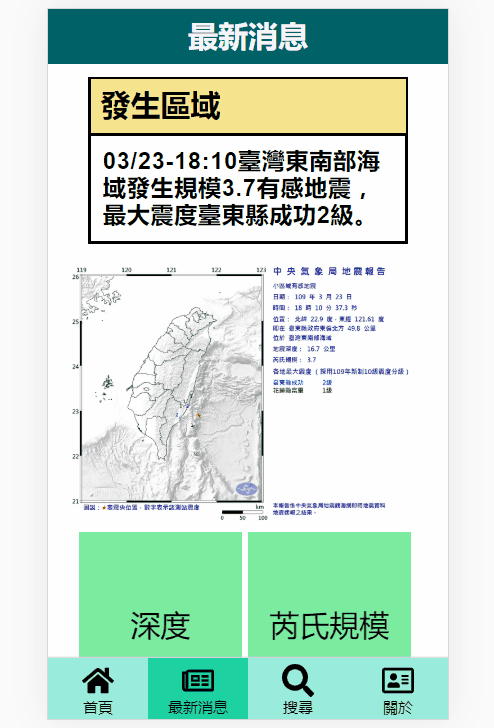 最新消息
發生區域
03/23-18:10臺灣東南部海
域發生規模3.7有感地震，
最大震度臺東縣成功2級。
119 120 121 122 123
26
25
24
23
22
21
中央氣象局地震報告
小區域有感地震
日期： 109 年 3 月 23 日
時間： 18 時 10 分 37.3 秒
位置： 北緯 22.9 度，東經 121.61 度
即在 臺東縣政府東偏北方 49.8 公里
位於 臺灣東南部海域
地震深度： 16.7 公里
芮氏規模： 3.7
各地最大震度（採用109年新制10級震度分級）
臺東縣成功 2級
花蓮縣富里 1級
圖說：★表震央位置，數字表示該測站震度
km
0 50 100
本報告係中央氣象局地震觀測網即時地震資料
地震速報之結果。
深度
芮氏規模
首頁
最新消息
搜尋
關於